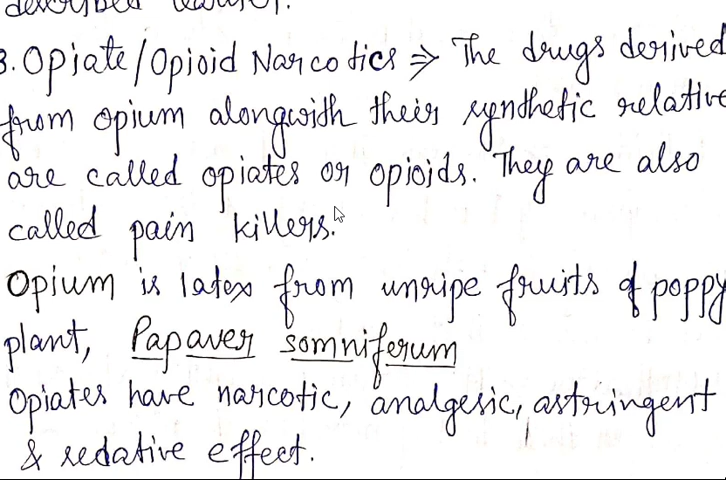 3. Opiate/Opioid Narcotics ⇒ The drugs derived
from opium alongwith their synthetic relative
are called opiates or opioids. They are also
called pain killers.
Opium is latex from unripe fruits of poppy
plant, Papaver somniferum
Opiates have narcotic, analgesic, astringent
& sedative effect.